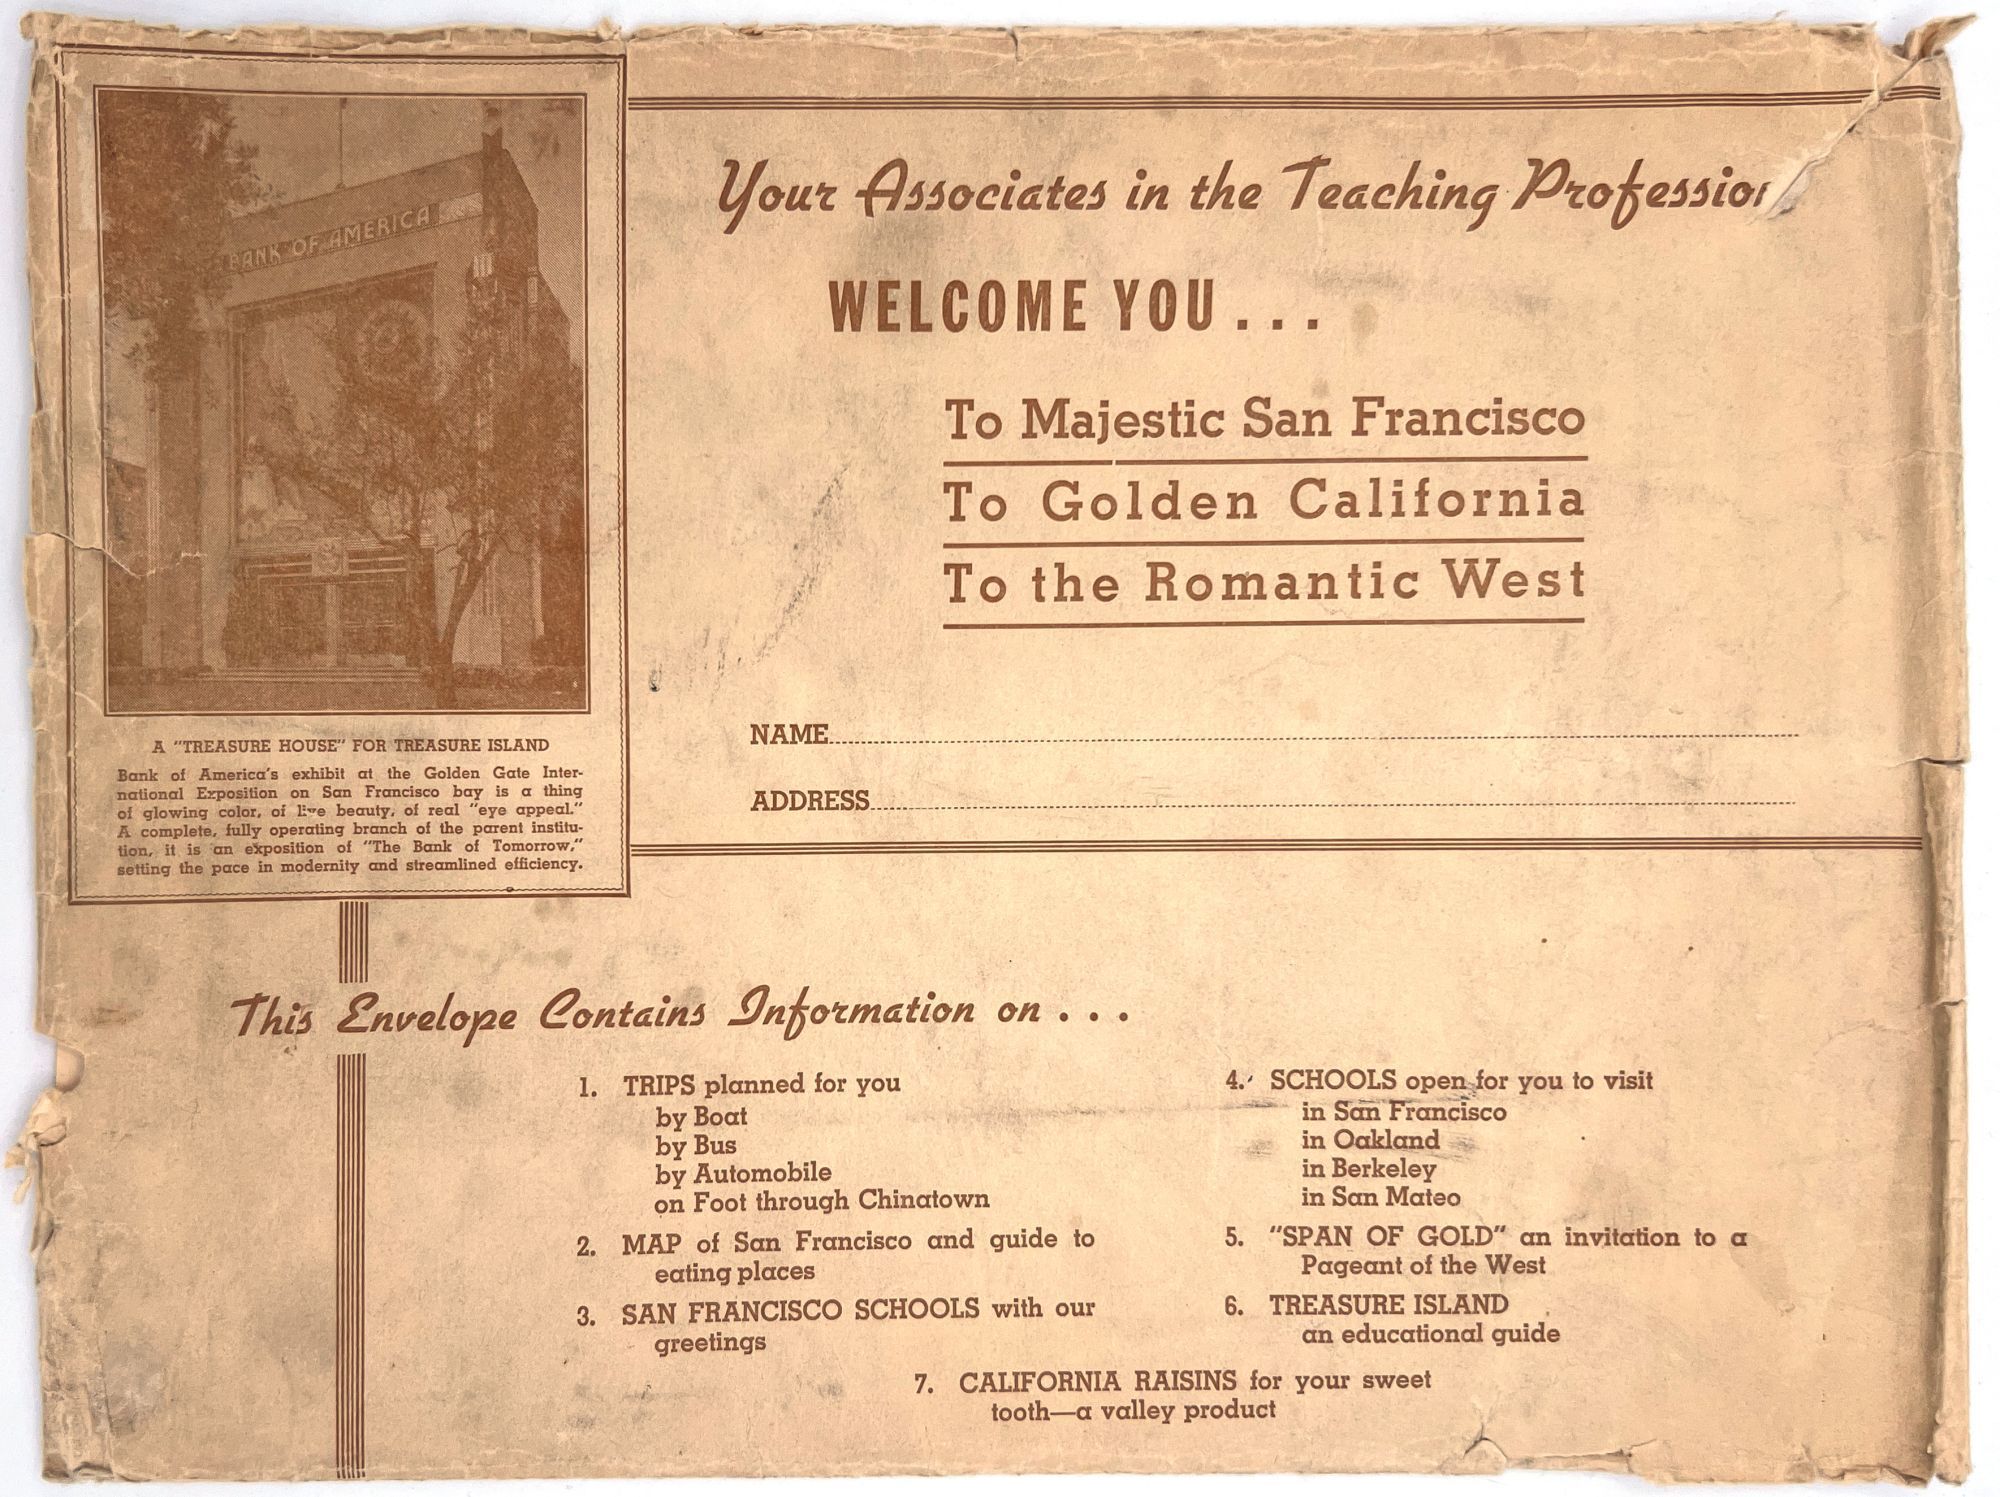 BANK OF AMERICA
A "TREASURE HOUSE" FOR TREASURE ISLAND
Bank of America's exhibit at the Golden Gate Inter-
national Exposition on San Francisco bay is a thing
of glowing color, of live beauty, of real "eye appeal."
A complete, fully operating branch of the parent institu-
tion, it is an exposition of "The Bank of Tomorrow,"
setting the pace in modernity and streamlined efficiency.
Your Associates in the Teaching Profession
WELCOME YOU . . .
To Majestic San Francisco
To Golden California
To the Romantic West
NAME
ADDRESS
This Envelope Contains Information on . . .
1. TRIPS planned for you
by Boat
by Bus
by Automobile
on Foot through Chinatown
2. MAP of San Francisco and guide to
eating places
3. SAN FRANCISCO SCHOOLS with our
greetings
4. SCHOOLS open for you to visit
in San Francisco
in Oakland
in Berkeley
in San Mateo
5. "SPAN OF GOLD" an invitation to a
Pageant of the West
6. TREASURE ISLAND
an educational guide
7. CALIFORNIA RAISINS for your sweet
tooth—a valley product